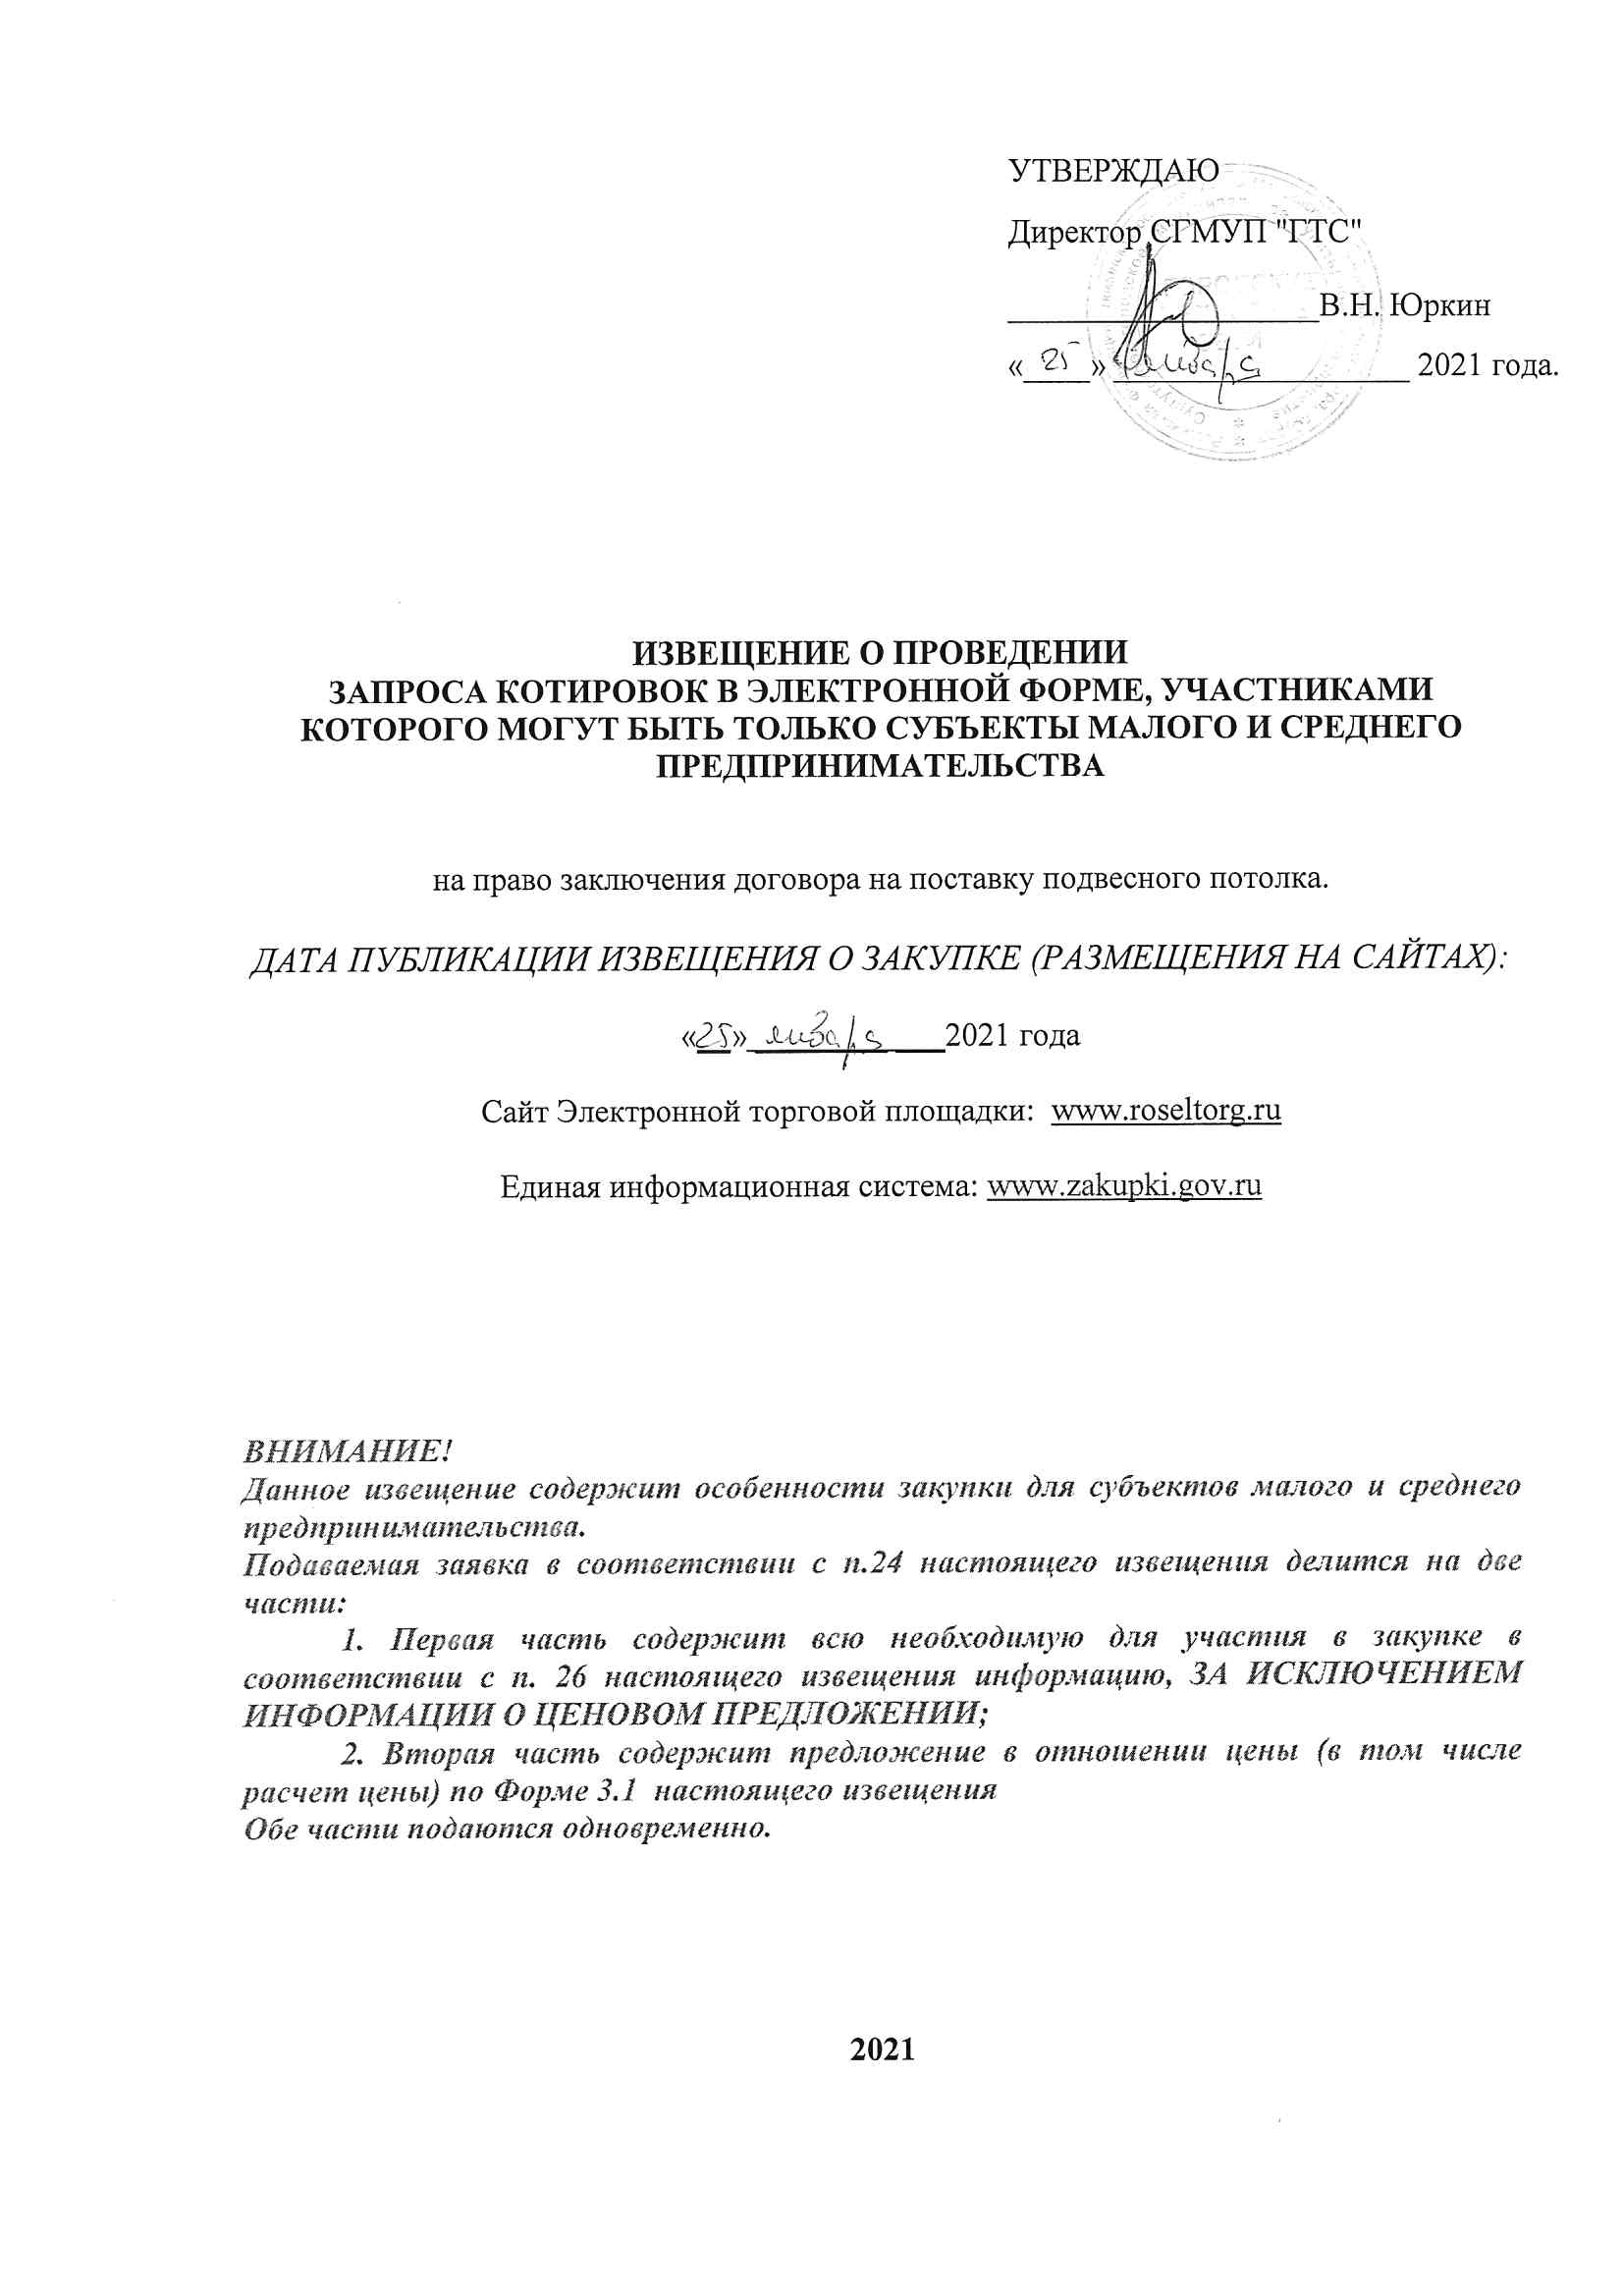 УТВЕРЖДАЮ
Директор СГМУП "ГТС"
____________________В.Н. Юркин
«25» января 2021 года.
ИЗВЕЩЕНИЕ О ПРОВЕДЕНИИ
ЗАПРОСА КОТИРОВОК В ЭЛЕКТРОННОЙ ФОРМЕ, УЧАСТНИКАМИ
КОТОРОГО МОГУТ БЫТЬ ТОЛЬКО СУБЪЕКТЫ МАЛОГО И СРЕДНЕГО
ПРЕДПРИНИМАТЕЛЬСТВА
на право заключения договора на поставку подвесного потолка.
ДАТА ПУБЛИКАЦИИ ИЗВЕЩЕНИЯ О ЗАКУПКЕ (РАЗМЕЩЕНИЯ НА САЙТАХ):
«25» января 2021 года
Сайт Электронной торговой площадки: www.roseltorg.ru
Единая информационная система: www.zakupki.gov.ru
ВНИМАНИЕ!
Данное извещение содержит особенности закупки для субъектов малого и среднего
предпринимательства.
Подаваемая заявка в соответствии с п.24 настоящего извещения делится на две
части:
1. Первая часть содержит всю необходимую для участия в закупке в
соответствии с п. 26 настоящего извещения информацию, ЗА ИСКЛЮЧЕНИЕМ
ИНФОРМАЦИИ О ЦЕНОВОМ ПРЕДЛОЖЕНИИ;
2. Вторая часть содержит предложение в отношении цены (в том числе
расчет цены) по Форме 3.1 настоящего извещения
Обе части подаются одновременно.
2021